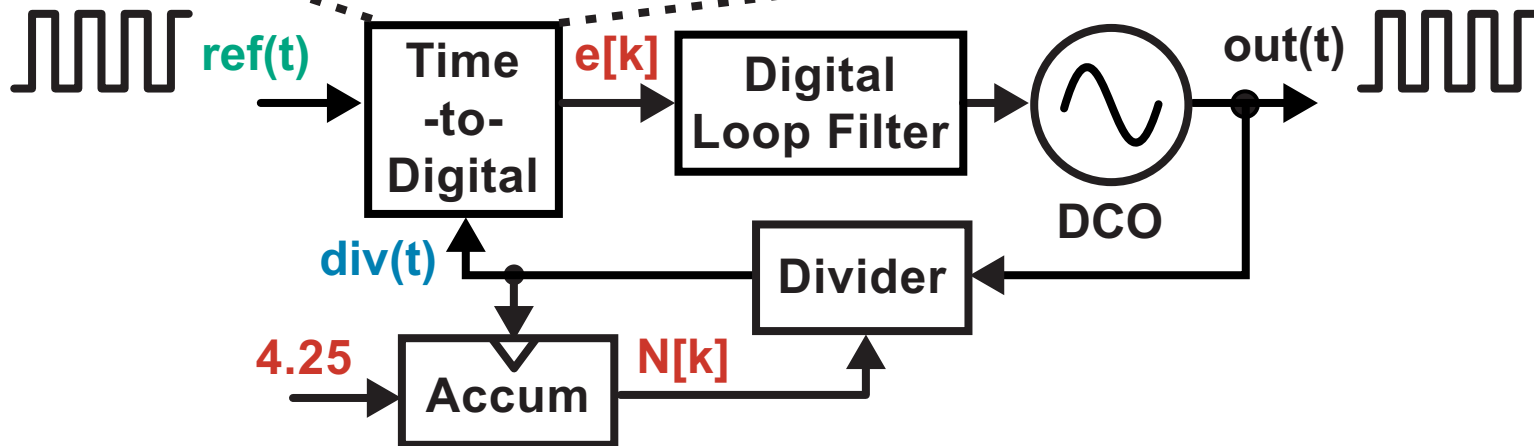 ref(t)
Time
-to-
Digital
e[k]
Digital
Loop Filter
DCO
out(t)
div(t)
Divider
4.25
Accum
N[k]